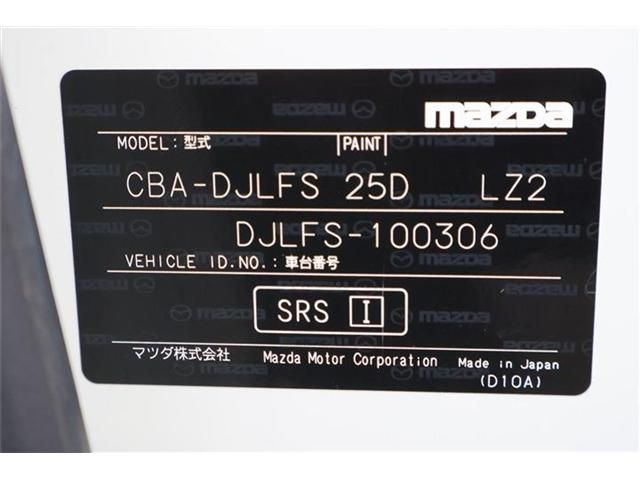 mazda
MODEL: 型式 PAINT
CBA-DJLFS 25D LZ2
DJLFS-100306
VEHICLE ID.NO.: 車台番号
SRS I
マツダ株式会社 Mazda Motor Corporation Made in Japan
(D10A)